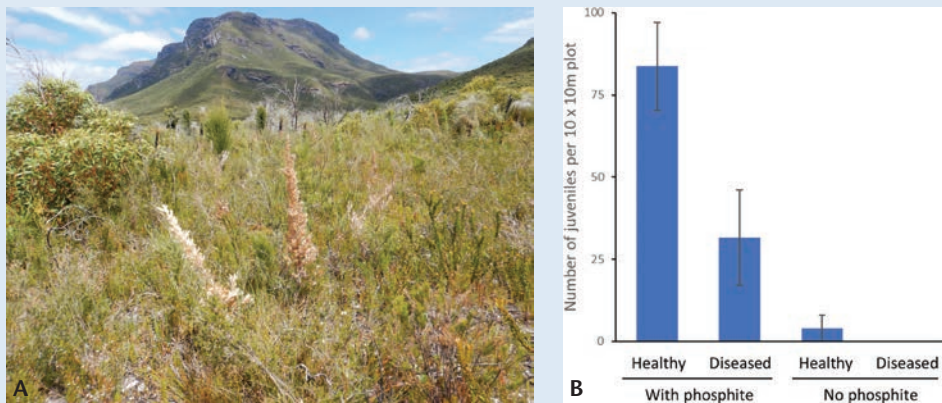 A
B
Number of juveniles per 10 x 10m plot
100
75
50
25
0
Healthy Diseased Healthy Diseased
With phosphite No phosphite